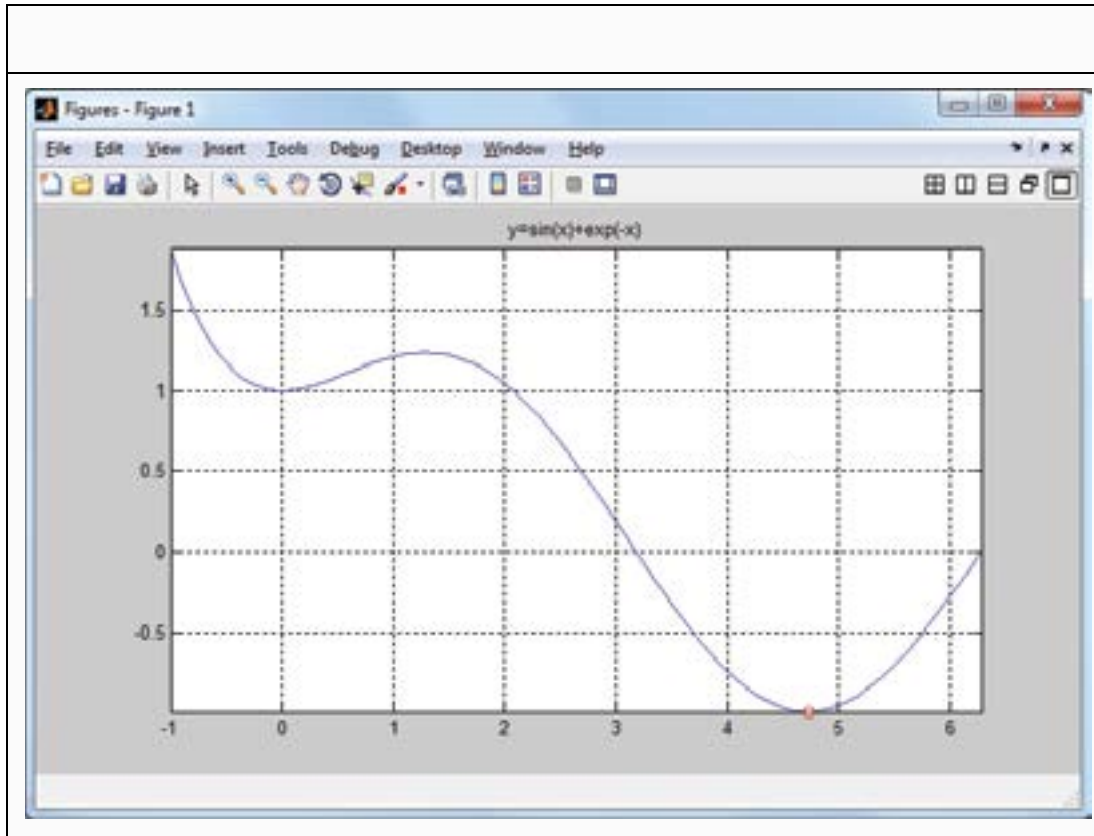 Figures - Figure 1
File Edit View Insert Tools Debug Desktop Window Help
y=sin(x)+exp(-x)
1.5
1
0.5
0
-0.5
-1 0 1 2 3 4 5 6